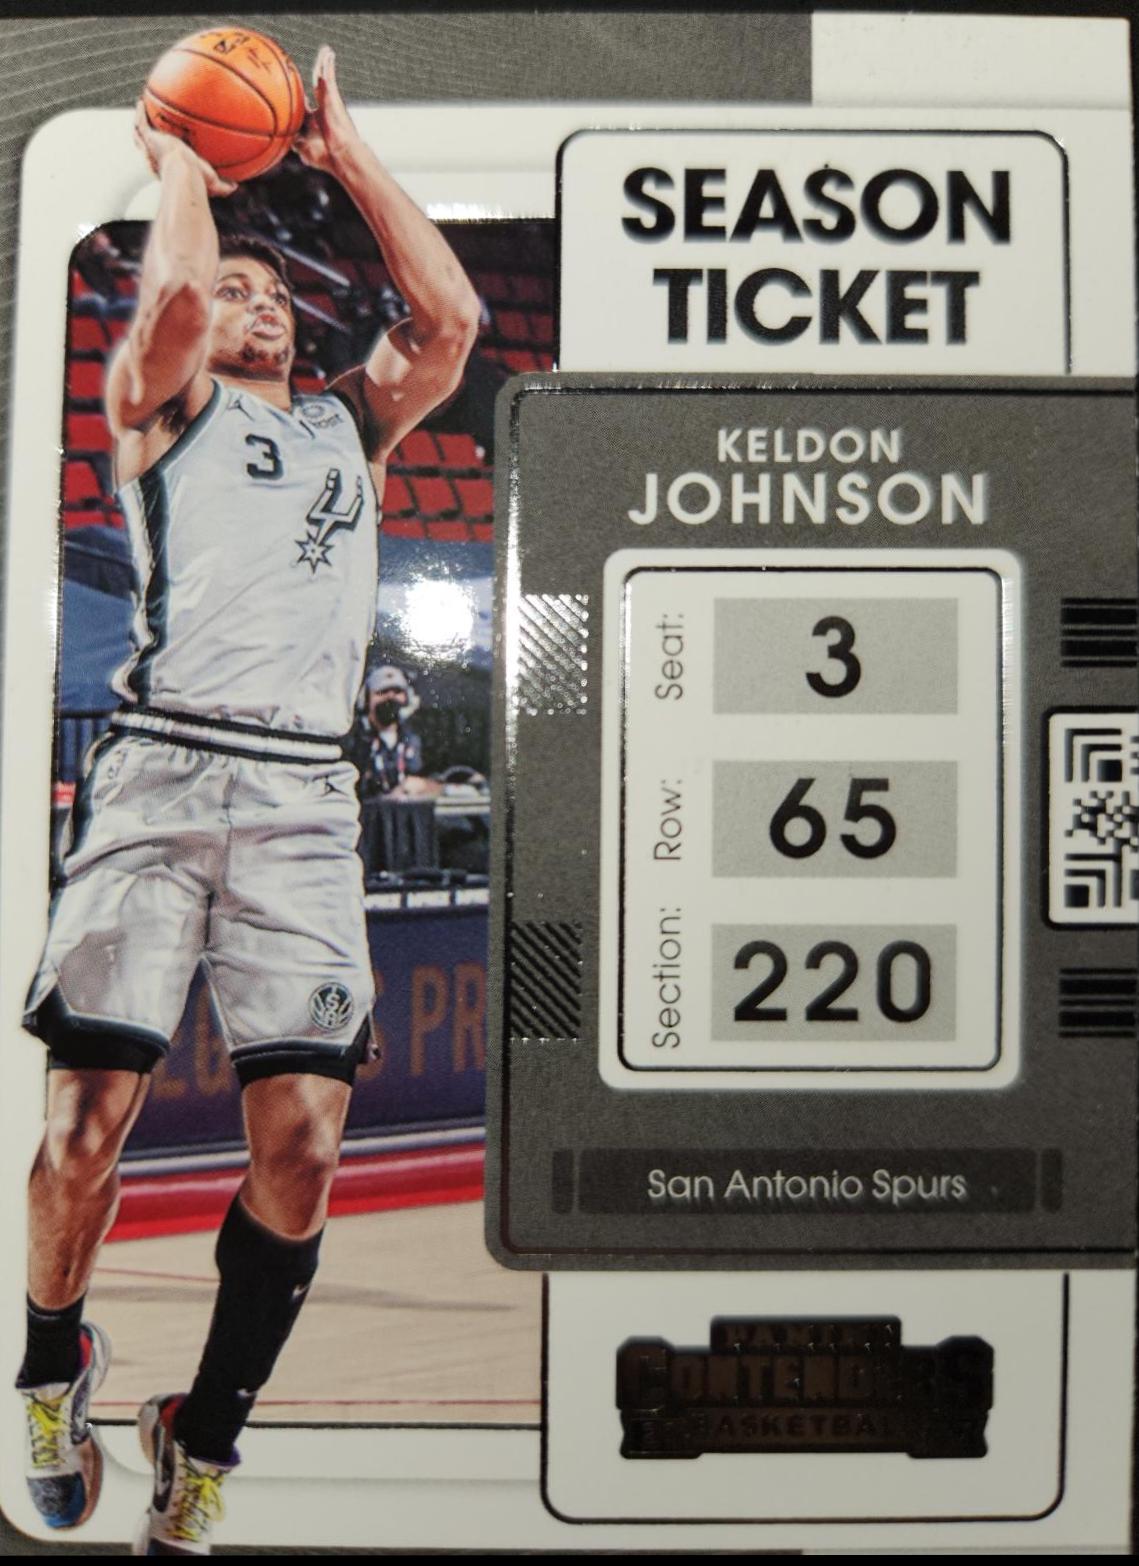 SEASON
TICKET
KELDON
JOHNSON
3
Seat: 3
Row: 65
Section: 220
San Antonio Spurs
PANINI
CONTENDERS
BASKETBALL